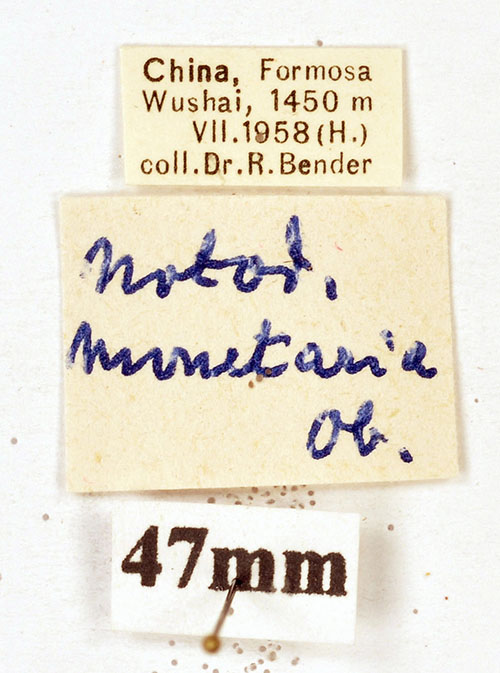 China, Formosa
Wushai, 1450 m
VII.1958 (H.)
coll.Dr.R.Bender
Notod.
monetaria
Ob.
47mm